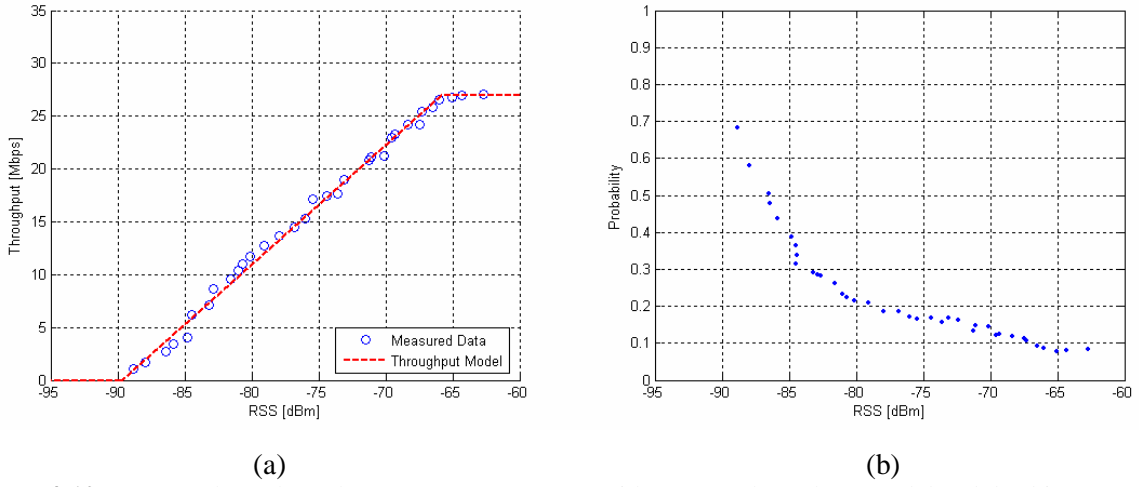 35
30
25
20
15
10
5
0
Throughput [Mbps]
-95 -90 -85 -80 -75 -70 -65 -60
RSS [dBm]
Measured Data
Throughput Model
1
0.9
0.8
0.7
0.6
0.5
0.4
0.3
0.2
0.1
0
Probability
-95 -90 -85 -80 -75 -70 -65 -60
RSS [dBm]
(a) (b)